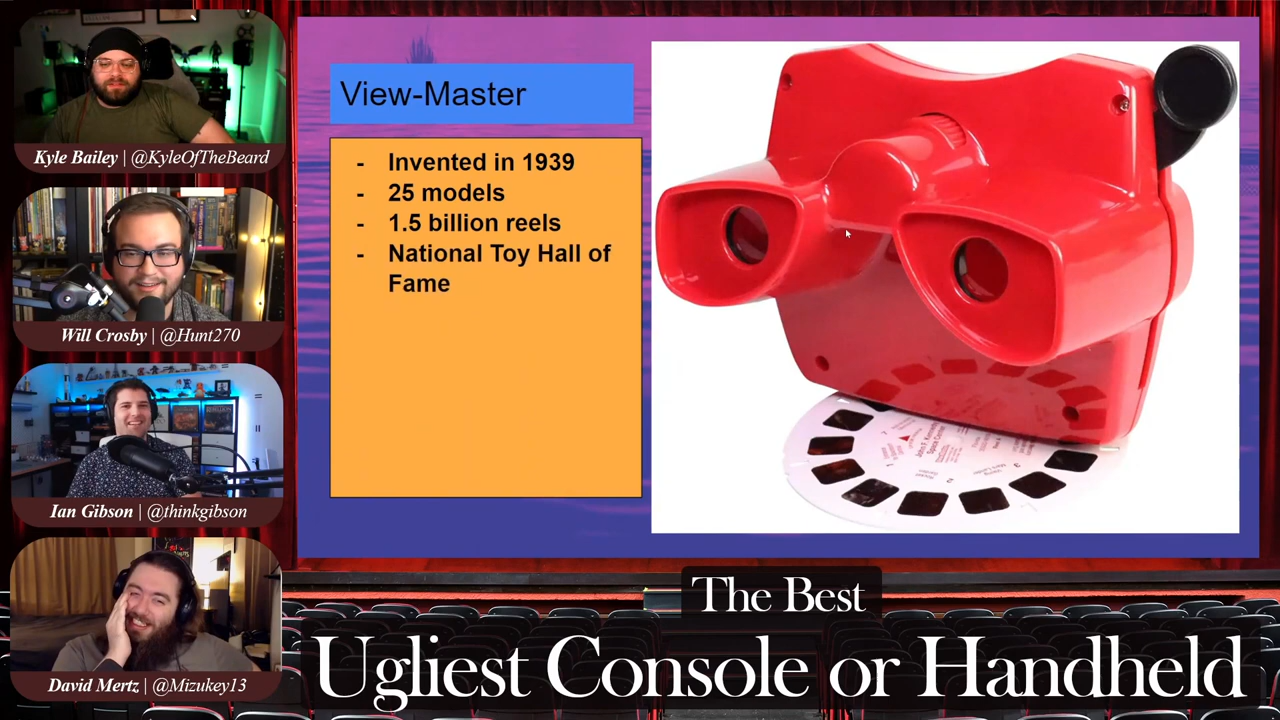 Kyle Bailey | @KyleOfTheBeard
Will Crosby | @Hunt270
Ian Gibson | @thinkgibson
David Mertz | @Mizukey13
View-Master
- Invented in 1939
- 25 models
- 1.5 billion reels
- National Toy Hall of
Fame
The Best
Ugliest Console or Handheld